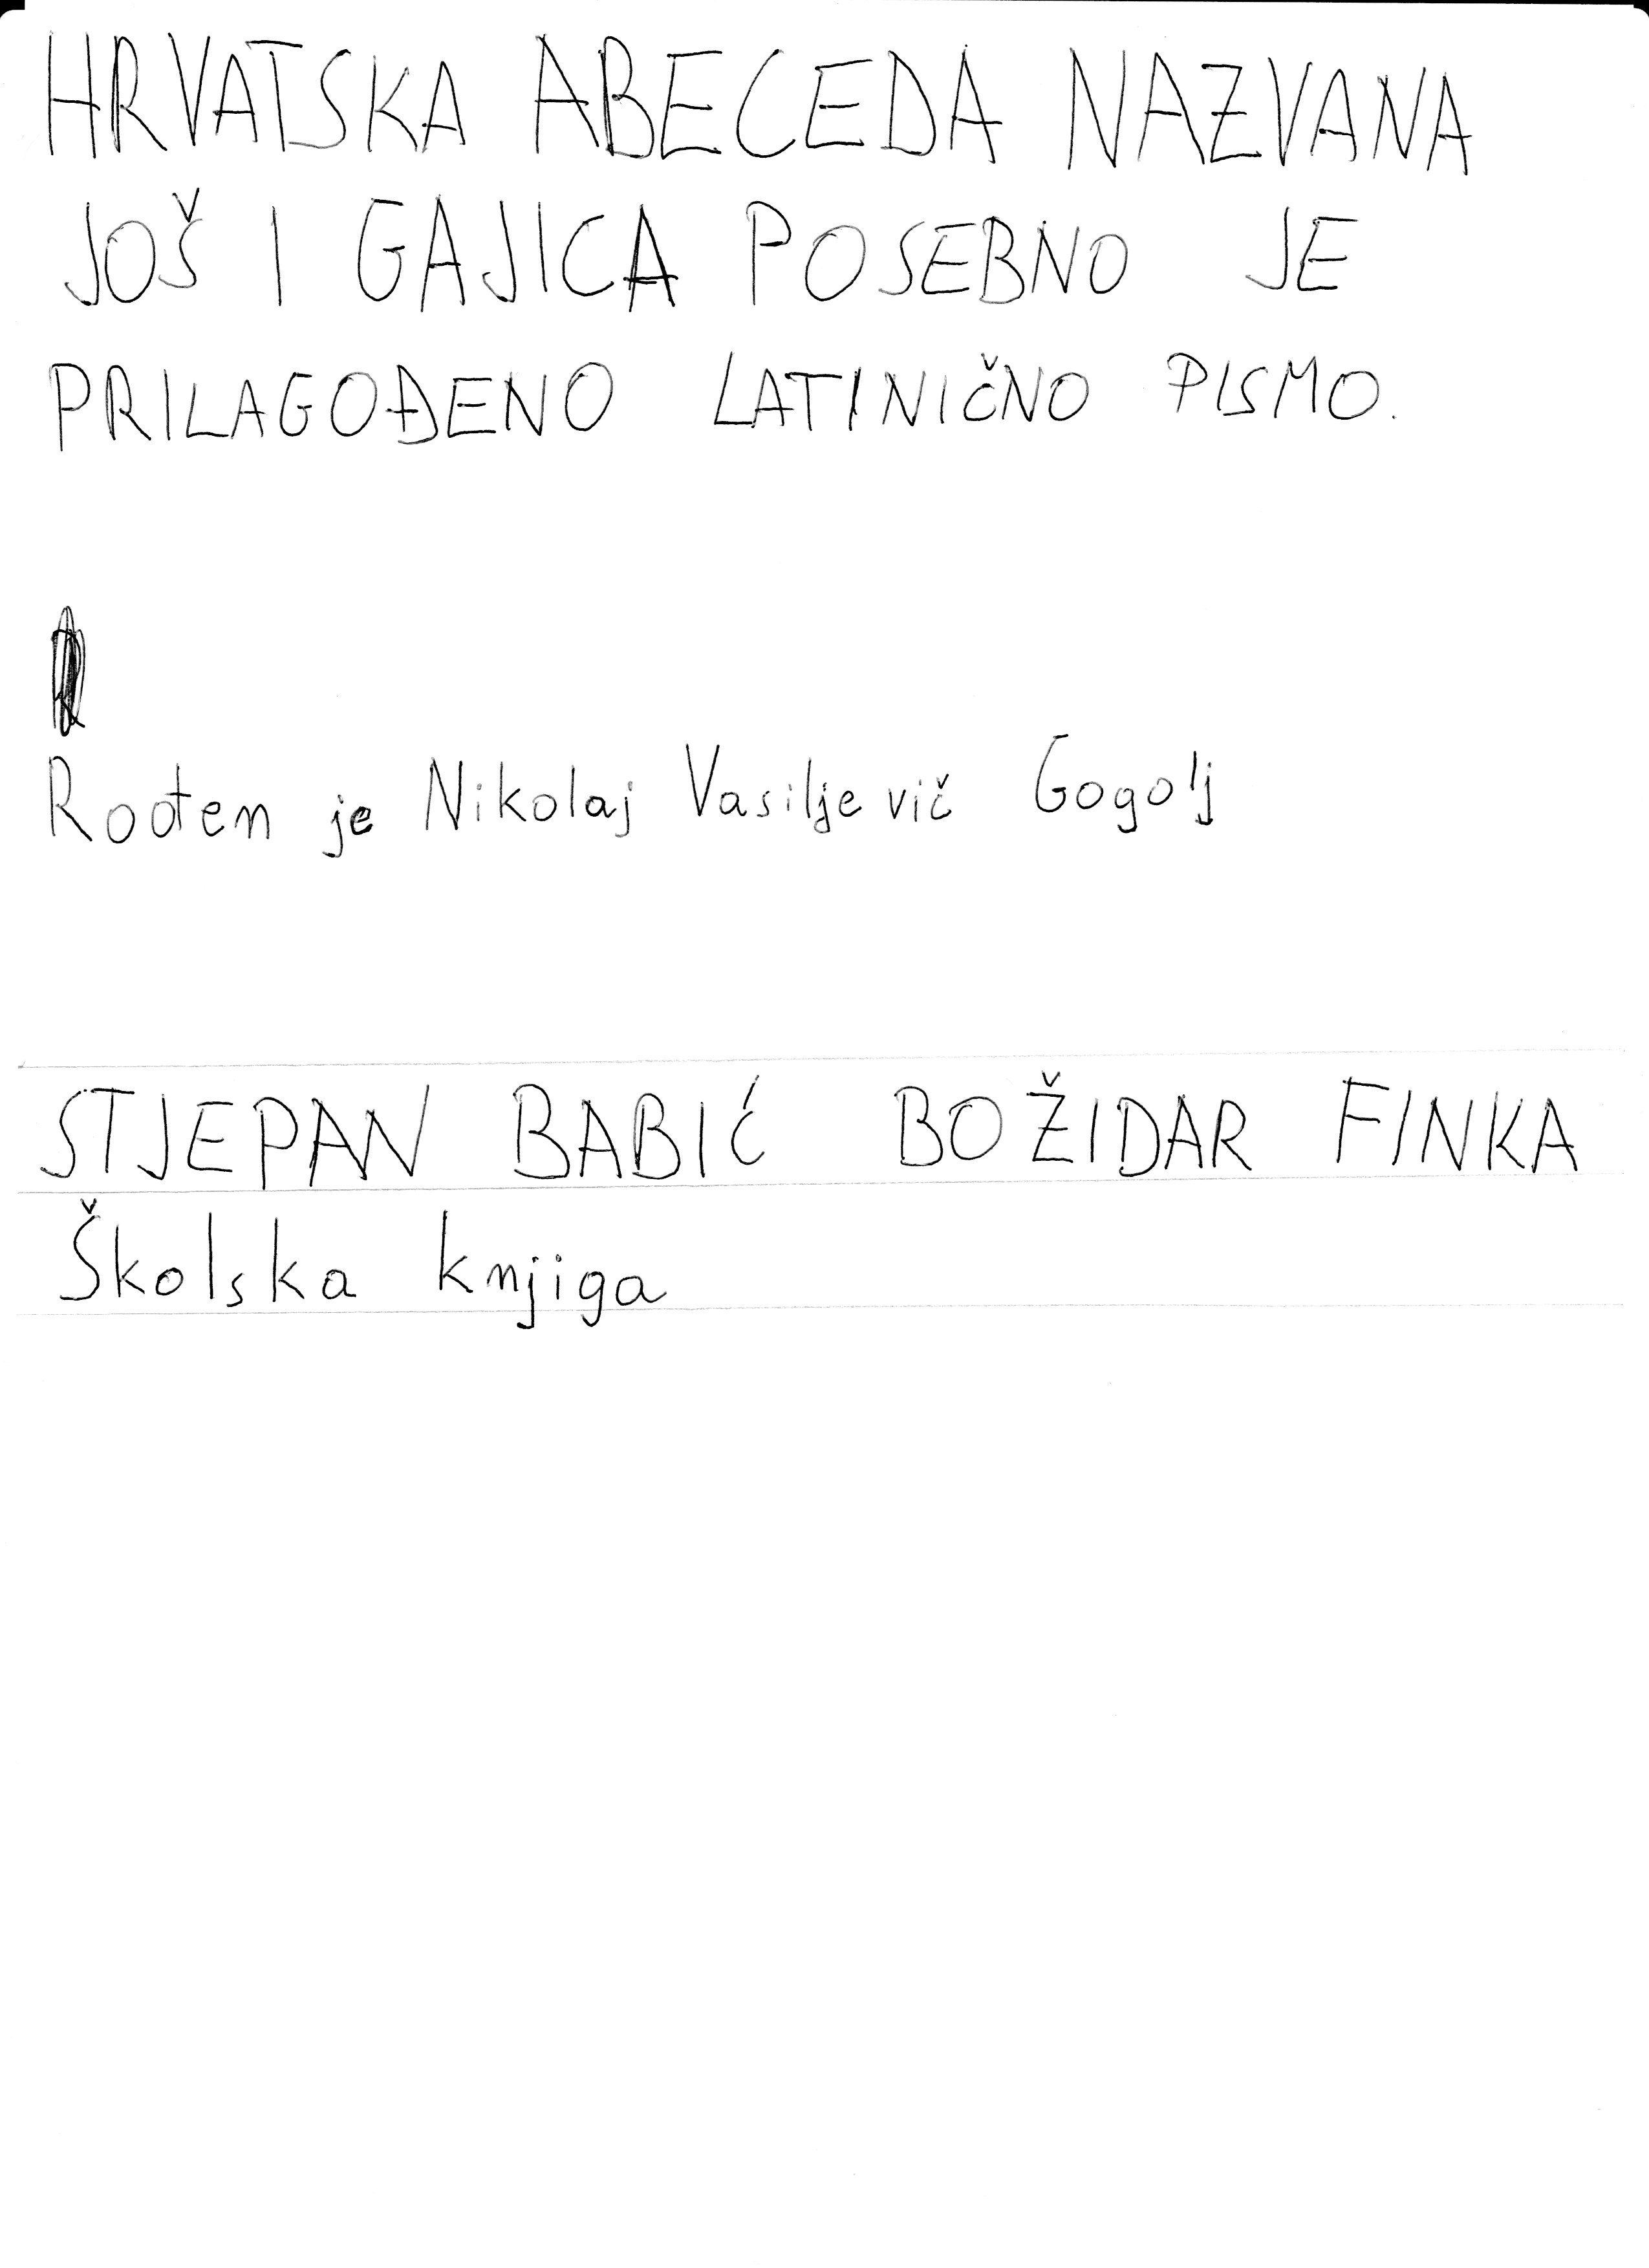 HRVATSKA ABECEDA NAZVANA
JOŠ I GAJICA POSEBNO JE
PRILAGOĐENO LATINIČNO PISMO.
Rođen je Nikolaj Vasiljevič Gogolj
STJEPAN BABIĆ BOŽIDAR FINKA
Školska knjiga